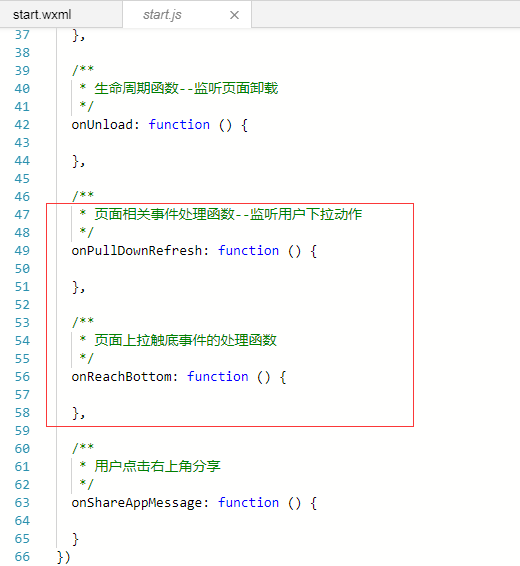 start.wxml
start.js
37 },
38
39 /**
40 * 生命周期函数--监听页面卸载
41 */
42 onUnload: function () {
43
44 },
45
46 /**
47 * 页面相关事件处理函数--监听用户下拉动作
48 */
49 onPullDownRefresh: function () {
50
51 },
52
53 /**
54 * 页面上拉触底事件的处理函数
55 */
56 onReachBottom: function () {
57
58 },
59
60 /**
61 * 用户点击右上角分享
62 */
63 onShareAppMessage: function () {
64
65 }
66 })